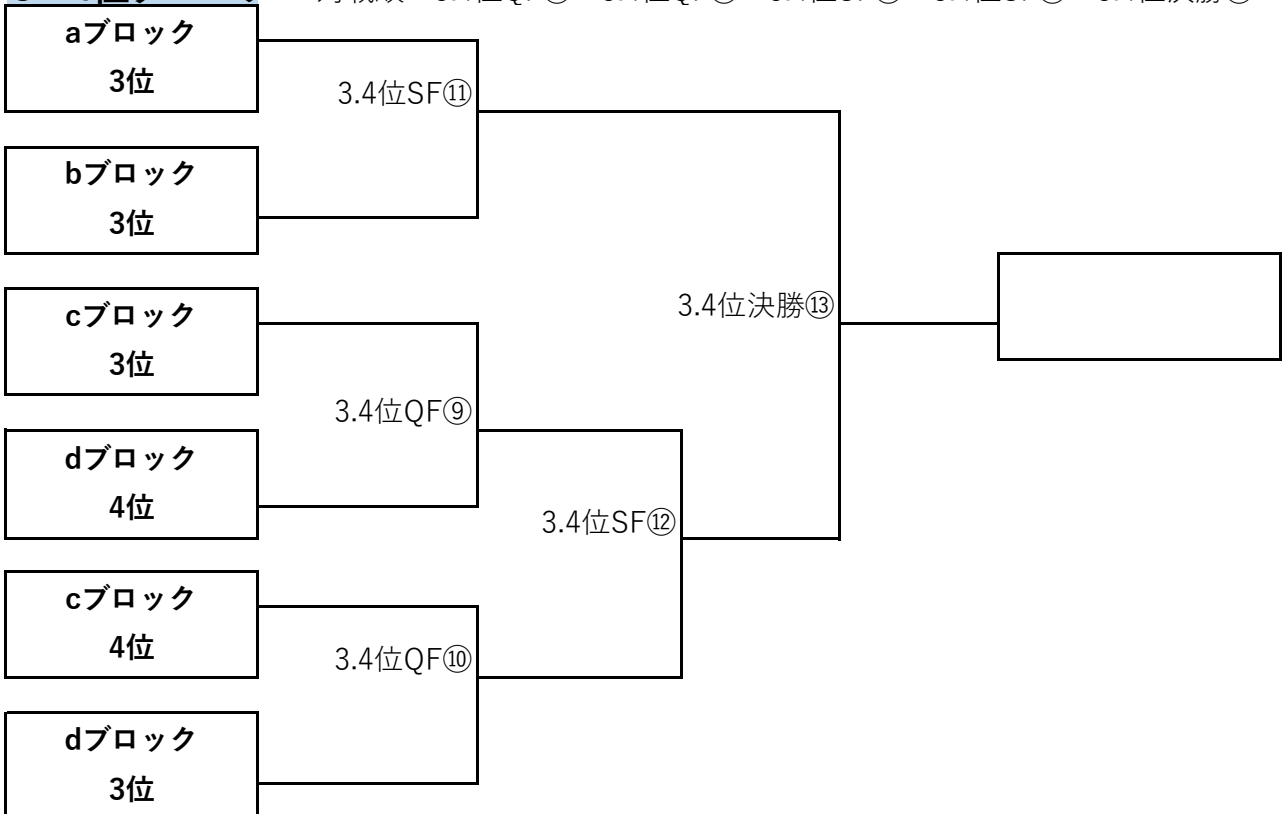 aブロック
3位
3.4位SF⑪
bブロック
3位
3.4位決勝⑬
cブロック
3位
3.4位QF⑨
dブロック
4位
3.4位SF⑫
cブロック
4位
3.4位QF⑩
dブロック
3位